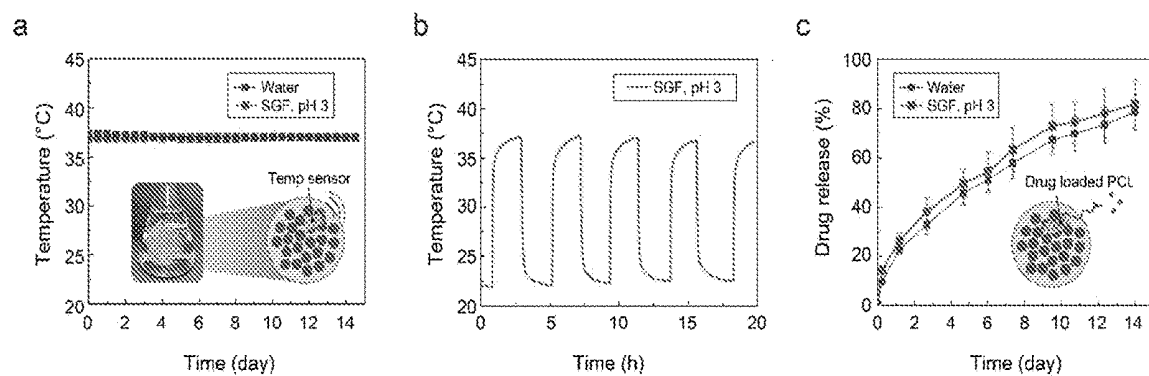 a
45
40
35
30
25
20
Temperature (°C)
Water
SGF, pH 3
Temp sensor
0 2 4 6 8 10 12 14
Time (day)
b
45
40
35
30
25
20
Temperature (°C)
SGF, pH 3
0 5 10 15 20
Time (h)
c
100
80
60
40
20
0
Drug release (%)
Water
SGF, pH 3
Drug loaded PCL
0 2 4 6 8 10 12 14
Time (day)